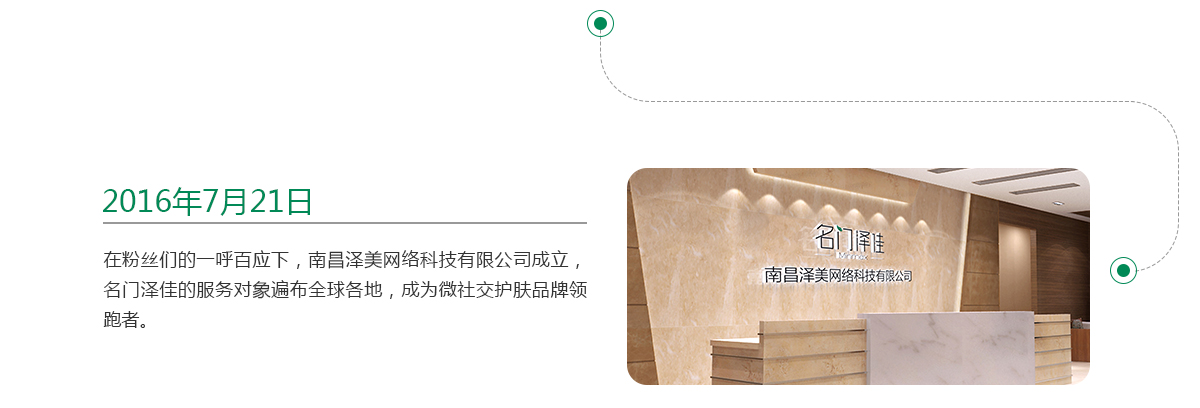 2016年7月21日
在粉丝们的一呼百应下，南昌泽美网络科技有限公司成立，
名门泽佳的服务对象遍布全球各地，成为微社交护肤品牌领
跑者。
名门泽佳
南昌泽美网络科技有限公司